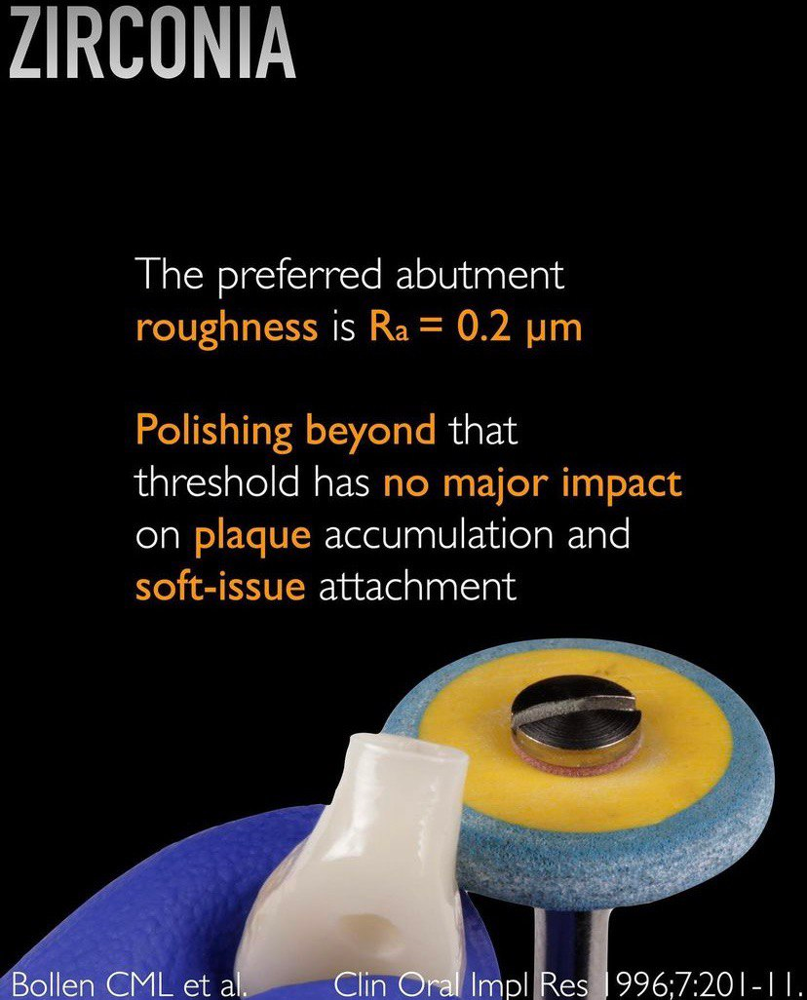 ZIRCONIA
The preferred abutment
roughness is Ra = 0.2 µm
Polishing beyond that
threshold has no major impact
on plaque accumulation and
soft-issue attachment
Bollen CML et al. Clin Oral Impl Res 1996;7:201-11.